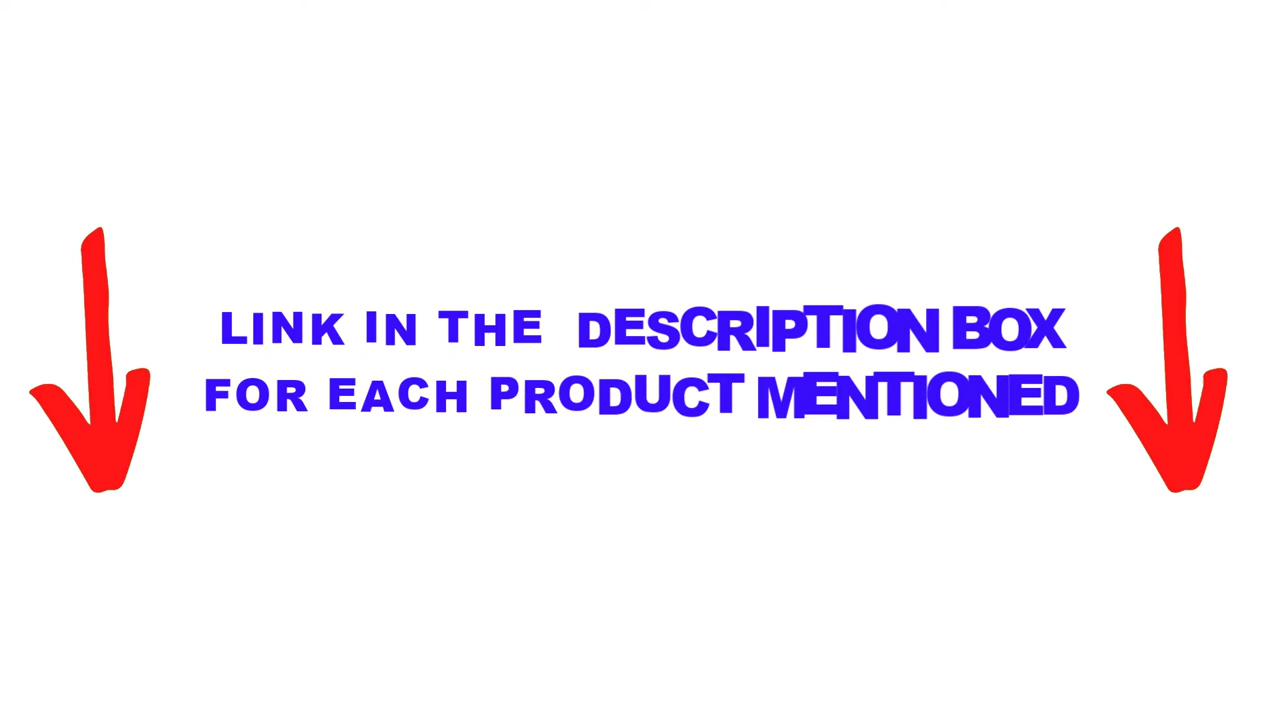 LINK IN THE DESCRIPTION BOX
FOR EACH PRODUCT MENTIONED